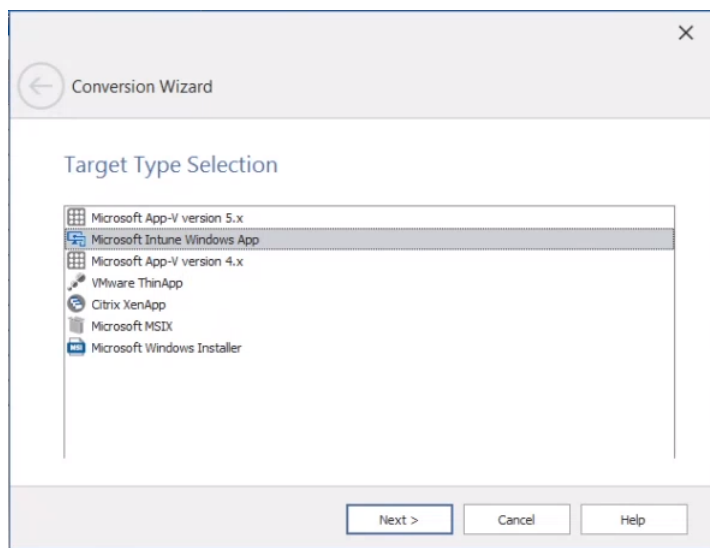 Conversion Wizard
Target Type Selection
Microsoft App-V version 5.x
Microsoft Intune Windows App
Microsoft App-V version 4.x
VMware ThinApp
Citrix XenApp
Microsoft MSIX
MSI Microsoft Windows Installer
Next > Cancel Help